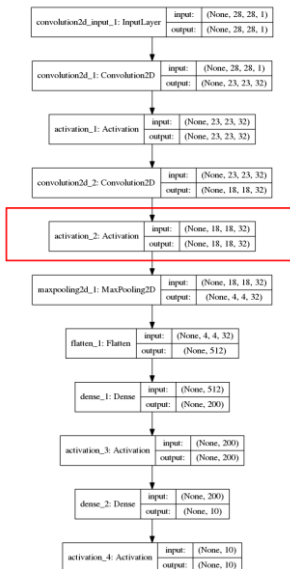 convolution2d_input_1: InputLayer input: (None, 28, 28, 1)
output: (None, 28, 28, 1)
convolution2d_1: Convolution2D input: (None, 28, 28, 1)
output: (None, 23, 23, 32)
activation_1: Activation input: (None, 23, 23, 32)
output: (None, 23, 23, 32)
convolution2d_2: Convolution2D input: (None, 23, 23, 32)
output: (None, 18, 18, 32)
activation_2: Activation input: (None, 18, 18, 32)
output: (None, 18, 18, 32)
maxpooling2d_1: MaxPooling2D input: (None, 18, 18, 32)
output: (None, 4, 4, 32)
flatten_1: Flatten input: (None, 4, 4, 32)
output: (None, 512)
dense_1: Dense input: (None, 512)
output: (None, 200)
activation_3: Activation input: (None, 200)
output: (None, 200)
dense_2: Dense input: (None, 200)
output: (None, 10)
activation_4: Activation input: (None, 10)
output: (None, 10)